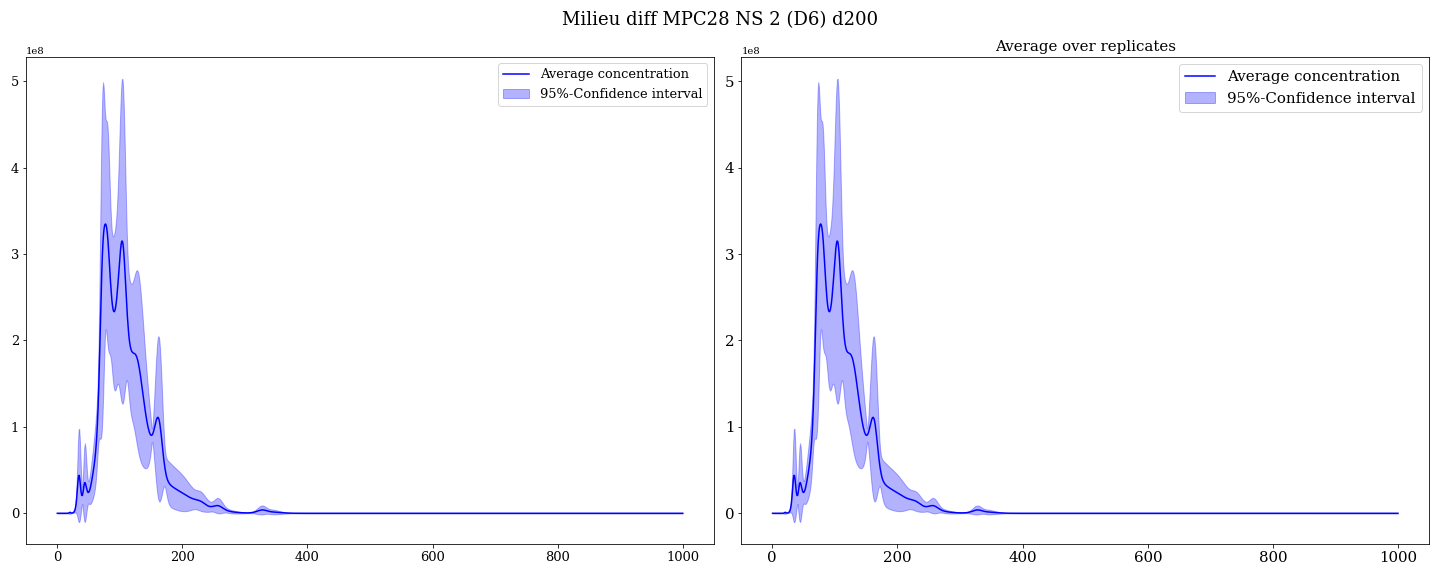 Milieu diff MPC28 NS 2 (D6) d200
1e8
Average concentration
95%-Confidence interval
5
4
3
2
1
0
0 200 400 600 800 1000
Average over replicates
1e8
Average concentration
95%-Confidence interval
5
4
3
2
1
0
0 200 400 600 800 1000